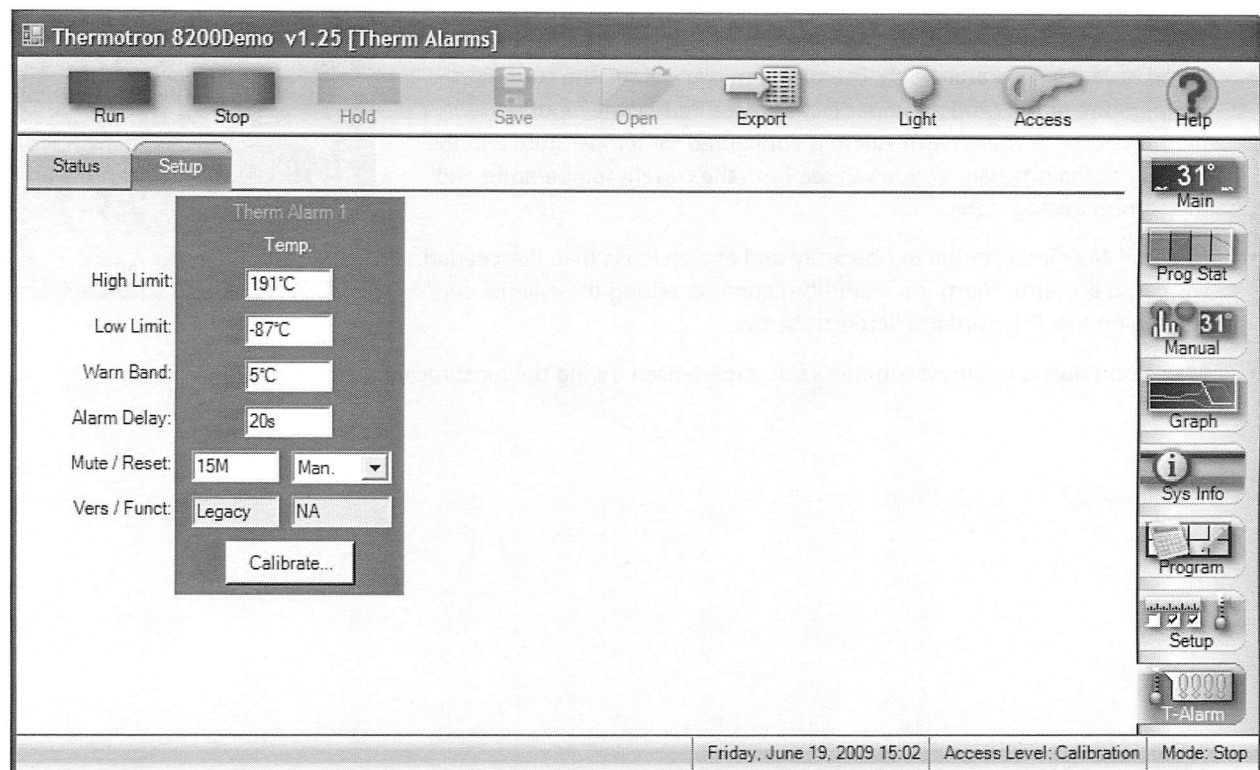 Thermotron 8200Demo v1.25 [Therm Alarms]
Run Stop Hold Save Open Export Light Access Help
Status Setup
Therm Alarm 1
Temp.
High Limit: 191°C
Low Limit: -87°C
Warn Band: 5°C
Alarm Delay: 20s
Mute / Reset: 15M Man.
Vers / Funct: Legacy NA
Calibrate...
31°
Main
Prog Stat
31°
Manual
Graph
i
Sys Info
Program
Setup
T-Alarm
Friday, June 19, 2009 15:02 Access Level: Calibration Mode: Stop